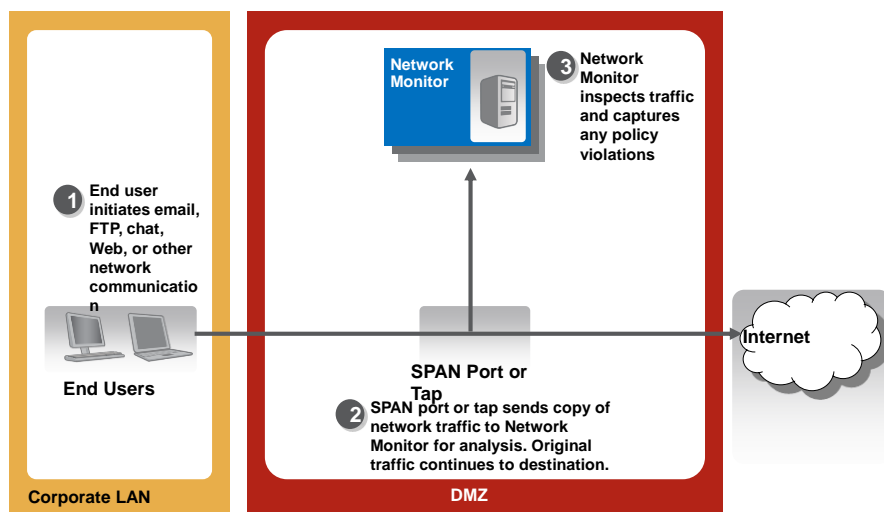 Network
Monitor
3
Network
Monitor
inspects traffic
and captures
any policy
violations
1
End user
initiates email,
FTP, chat,
Web, or other
network
communicatio
n
End Users
SPAN Port or
Tap
Internet
2
SPAN port or tap sends copy of
network traffic to Network
Monitor for analysis. Original
traffic continues to destination.
Corporate LAN
DMZ